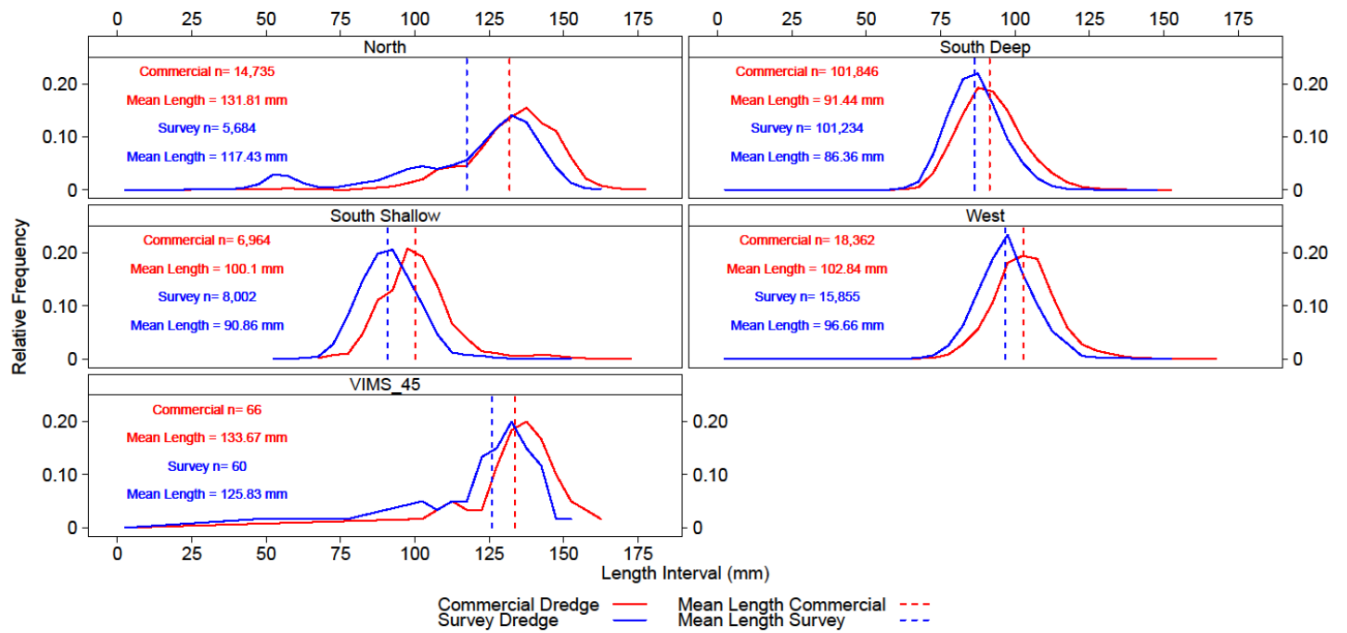 0 25 50 75 100 125 150 175 0 25 50 75 100 125 150 175
North South Deep
0.20 Commercial n= 14,735 Commercial n= 101,846 0.20
Mean Length = 131.81 mm Mean Length = 91.44 mm
0.10 Survey n= 5,684 Survey n= 101,234 0.10
Mean Length = 117.43 mm Mean Length = 86.36 mm
0 0
South Shallow West
Commercial n= 6,964 Commercial n= 18,362
0.20 Mean Length = 100.1 mm Mean Length = 102.84 mm 0.20
Survey n= 8,002 Survey n= 15,855
0.10 0.10
Mean Length = 90.86 mm Mean Length = 96.66 mm
0 0
Relative Frequency
VIMS_45
Commercial n= 66
0.20 0.20
Mean Length = 133.67 mm
Survey n= 60
0.10 0.10
Mean Length = 125.83 mm
0 0
0 25 50 75 100 125 150 175
Length Interval (mm)
Commercial Dredge Mean Length Commercial
Survey Dredge Mean Length Survey